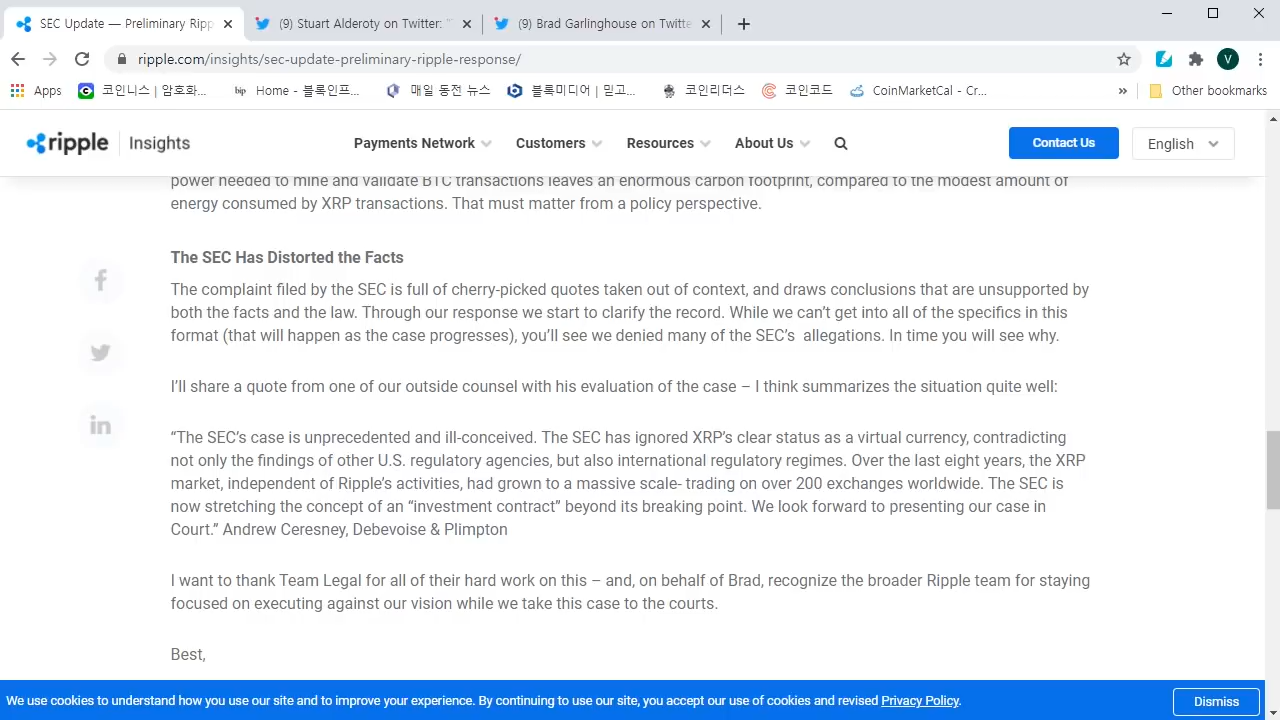 SEC Update — Preliminary Ripp
(9) Stuart Alderoty on Twitter: "
(9) Brad Garlinghouse on Twitte
ripple.com/insights/sec-update-preliminary-ripple-response/
V
Apps
코인니스 | 암호화...
bip Home - 블록인프...
매일 동전 뉴스
블록미디어 | 믿고...
코인리더스
코인코드
CoinMarketCal - Cr...
»
Other bookmarks
ripple Insights
Payments Network
Customers
Resources
About Us
Contact Us
English
power needed to mine and validate BTC transactions leaves an enormous carbon footprint, compared to the modest amount of
energy consumed by XRP transactions. That must matter from a policy perspective.
The SEC Has Distorted the Facts
The complaint filed by the SEC is full of cherry-picked quotes taken out of context, and draws conclusions that are unsupported by
both the facts and the law. Through our response we start to clarify the record. While we can’t get into all of the specifics in this
format (that will happen as the case progresses), you’ll see we denied many of the SEC’s  allegations. In time you will see why.
I’ll share a quote from one of our outside counsel with his evaluation of the case – I think summarizes the situation quite well:
“The SEC’s case is unprecedented and ill-conceived. The SEC has ignored XRP’s clear status as a virtual currency, contradicting
not only the findings of other U.S. regulatory agencies, but also international regulatory regimes. Over the last eight years, the XRP
market, independent of Ripple’s activities, had grown to a massive scale- trading on over 200 exchanges worldwide. The SEC is
now stretching the concept of an “investment contract” beyond its breaking point. We look forward to presenting our case in
Court.” Andrew Ceresney, Debevoise & Plimpton
I want to thank Team Legal for all of their hard work on this – and, on behalf of Brad, recognize the broader Ripple team for staying
focused on executing against our vision while we take this case to the courts.
Best,
We use cookies to understand how you use our site and to improve your experience. By continuing to use our site, you accept our use of cookies and revised Privacy Policy.
Dismiss